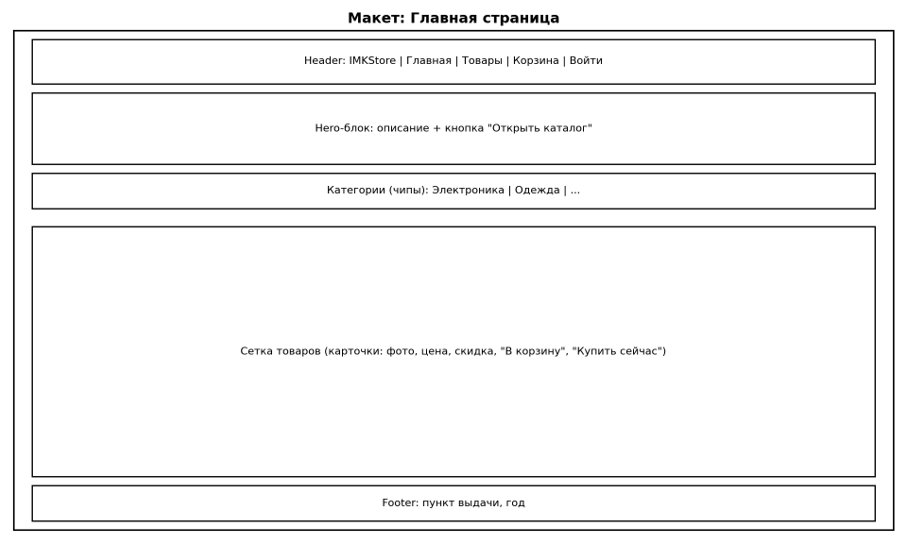 Макет: Главная страница
Header: IMKStore | Главная | Товары | Корзина | Войти
Hero-блок: описание + кнопка "Открыть каталог"
Категории (чипы): Электроника | Одежда | ...
Сетка товаров (карточки: фото, цена, скидка, "В корзину", "Купить сейчас")
Footer: пункт выдачи, год